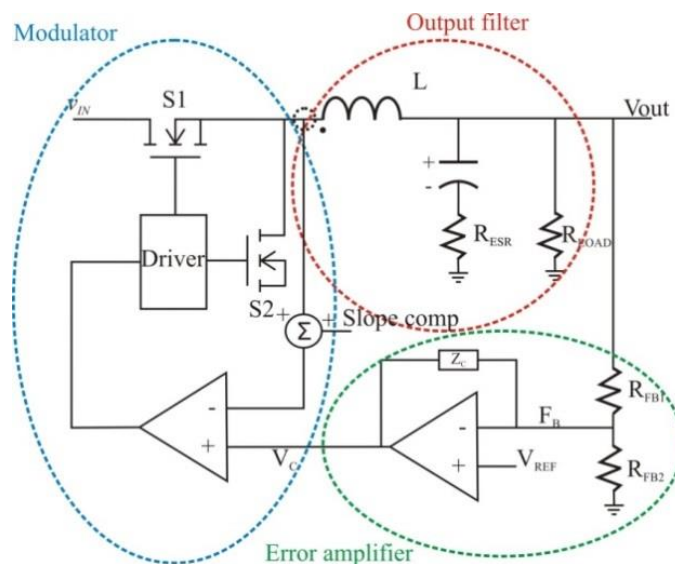 Output filter
Modulator
L
S1
V_IN
Vout
+
-
R_ESR
R_LOAD
Driver
S2
+
Σ
+ Slope comp
Z_C
R_FB1
-
-
F_B
+
V_C
+
V_REF
R_FB2
Error amplifier